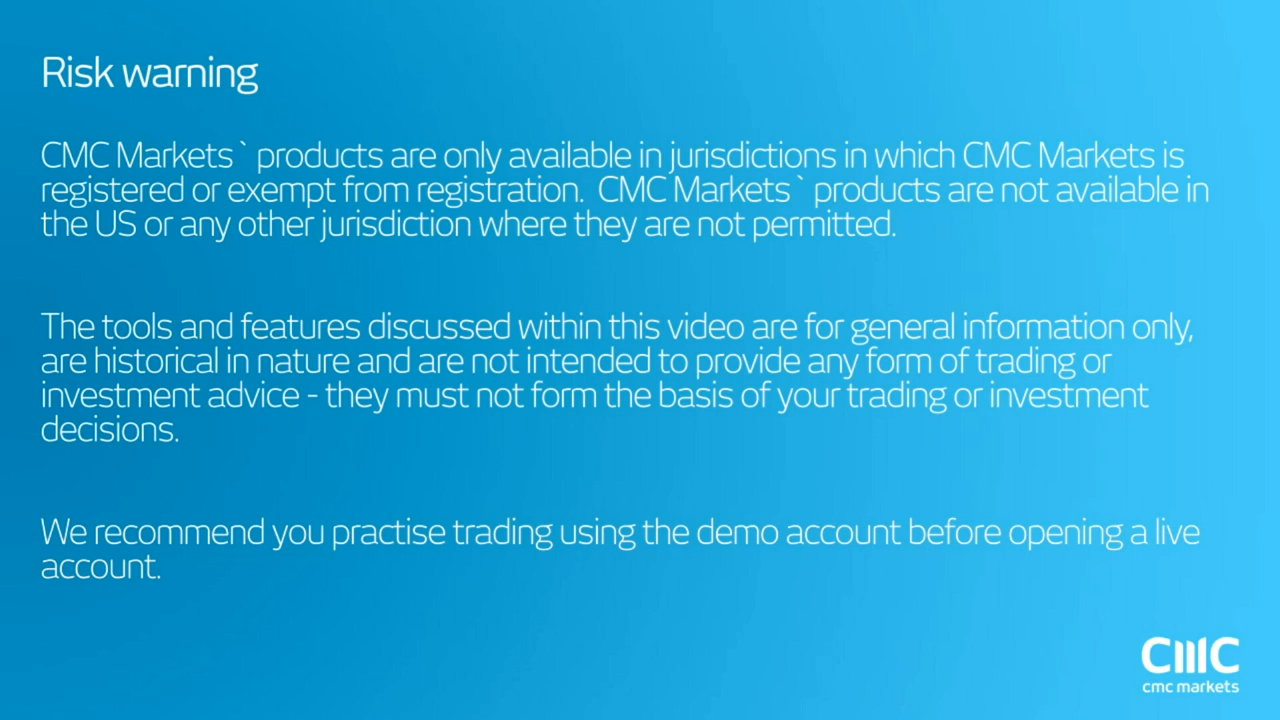 Risk warning
CMC Markets` products are only available in jurisdictions in which CMC Markets is
registered or exempt from registration.  CMC Markets` products are not available in
the US or any other jurisdiction where they are not permitted.
The tools and features discussed within this video are for general information only,
are historical in nature and are not intended to provide any form of trading or
investment advice - they must not form the basis of your trading or investment
decisions.
We recommend you practise trading using the demo account before opening a live
account.
CMC
cmc markets